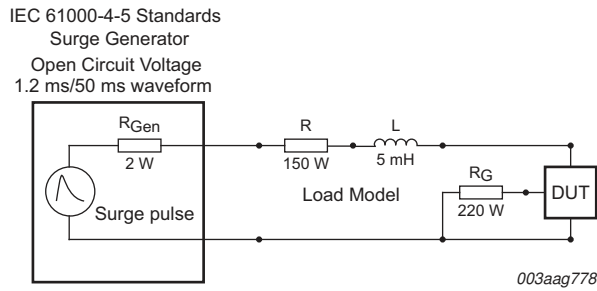 IEC 61000-4-5 Standards
Surge Generator
Open Circuit Voltage
1.2 ms/50 ms waveform
RGen
2 W
R
150 W
L
5 mH
Surge pulse
Load Model
RG
220 W
DUT
003aag778